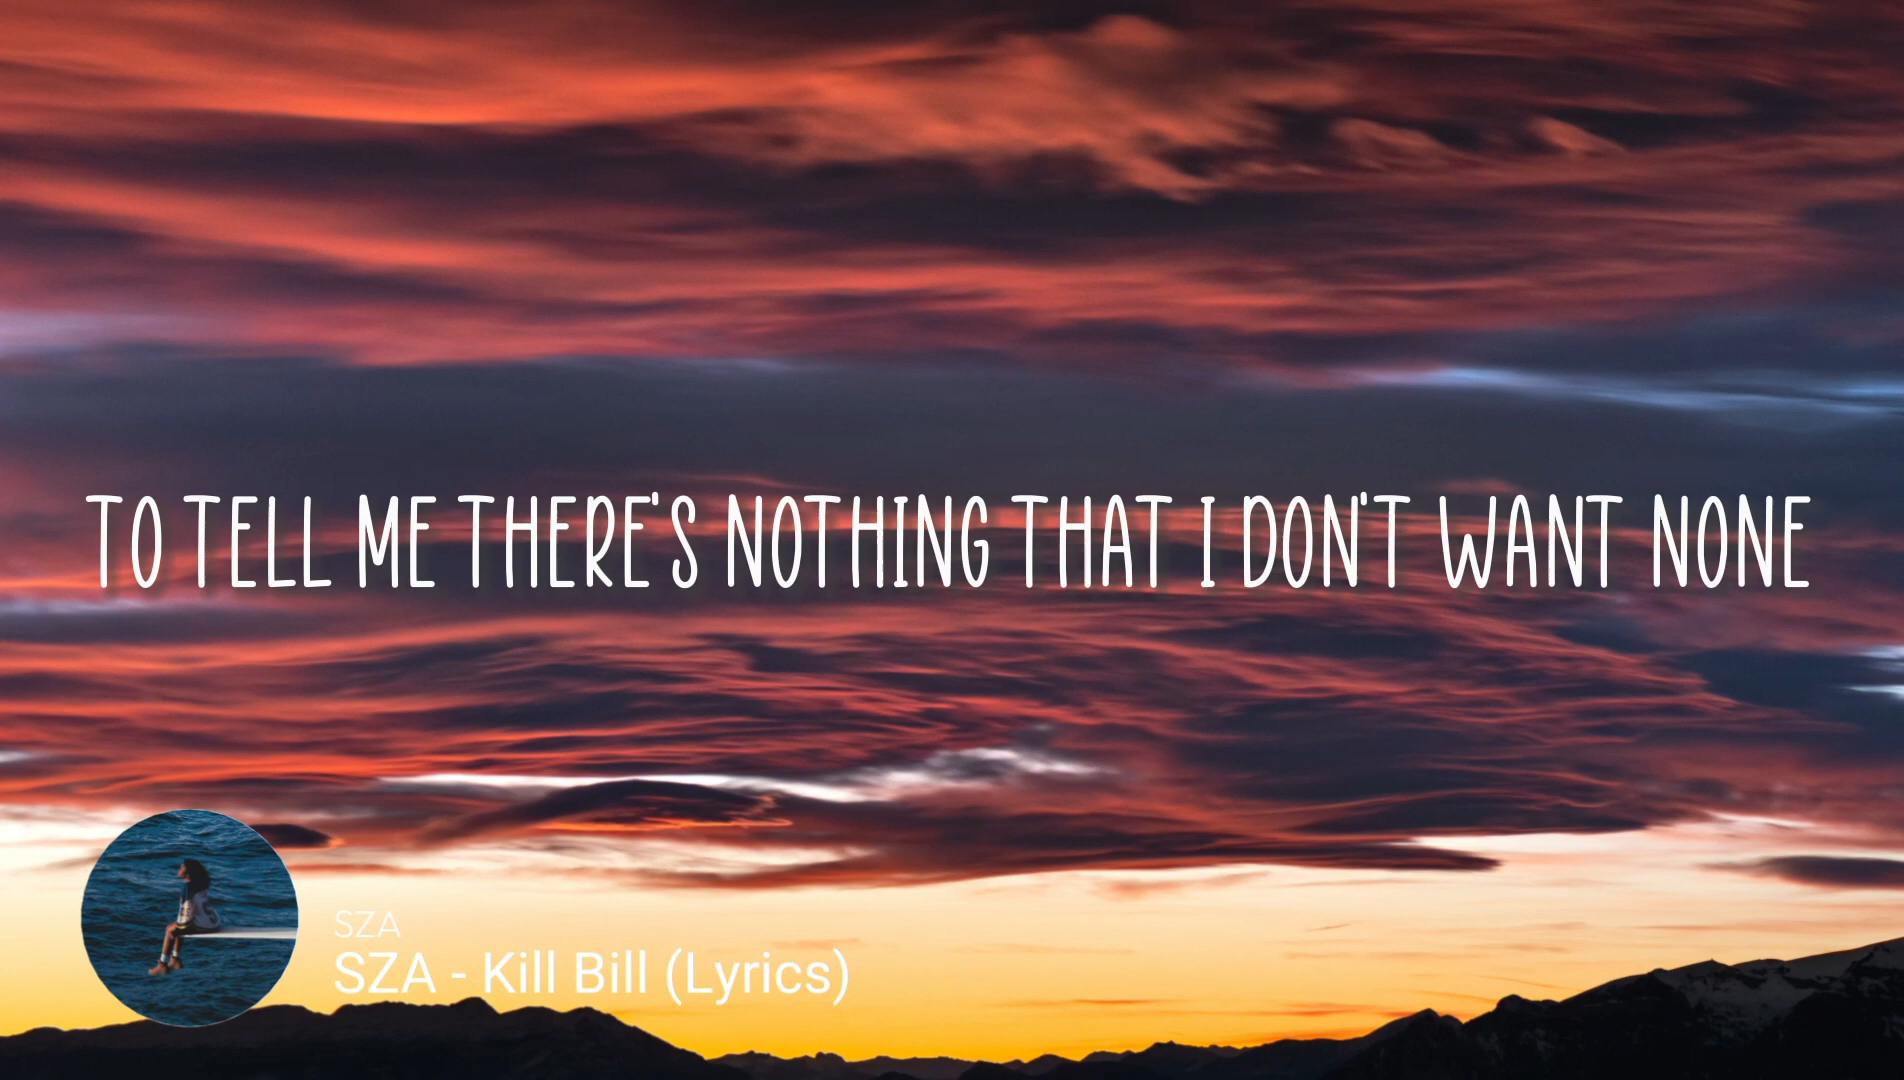 TO TELL ME THERE'S NOTHING THAT I DON'T WANT NONE
SZA
SZA - Kill Bill (Lyrics)